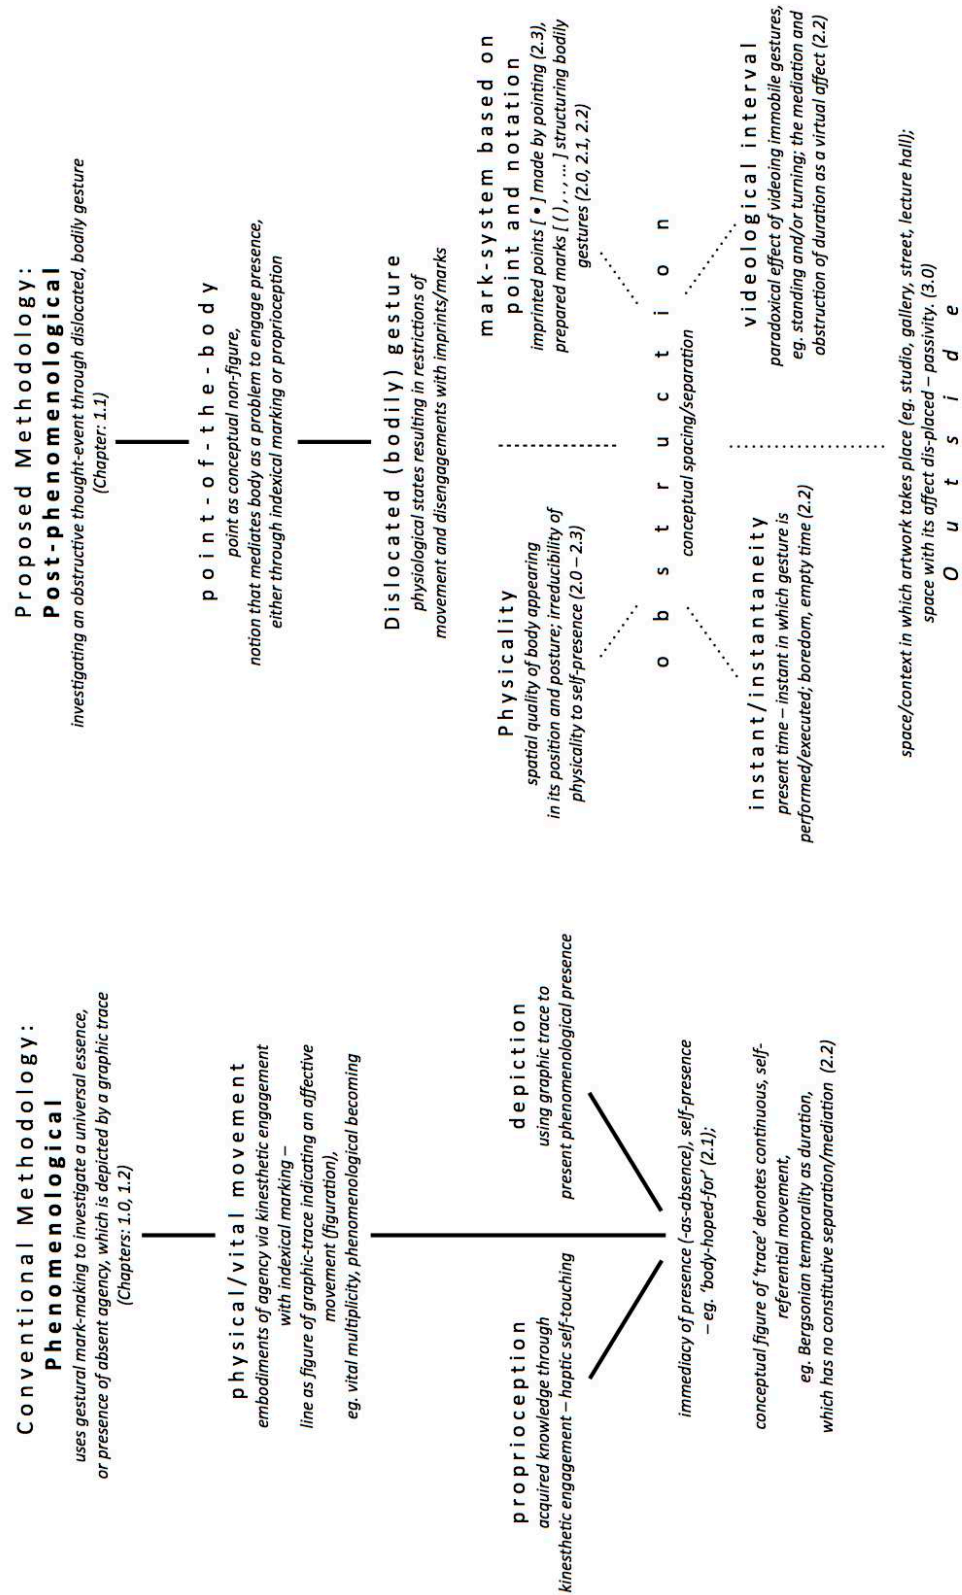 Conventional Methodology:
Phenomenological
uses gestural mark-making to investigate a universal essence,
or presence of absent agency, which is depicted by a graphic trace
(Chapters: 1.0, 1.2)
physical/vital movement
embodiments of agency via kinesthetic engagement
with indexical marking –
line as figure of graphic-trace indicating an affective
movement (figuration),
eg. vital multiplicity, phenomenological becoming
proprioception
acquired knowledge through
kinesthetic engagement – haptic self-touching
depiction
using graphic trace to
present phenomenological presence
immediacy of presence (-as-absence), self-presence
– eg. ‘body-hoped-for’ (2.1);
conceptual figure of ‘trace’ denotes continuous, self-
referential movement,
eg. Bergsonian temporality as duration,
which has no constitutive separation/mediation (2.2)
Proposed Methodology:
Post-phenomenological
investigating an obstructive thought-event through dislocated, bodily gesture
(Chapter: 1.1)
point-of-the-body
point as conceptual non-figure,
notion that mediates body as a problem to engage presence,
either through indexical marking or proprioception
Dislocated (bodily) gesture
physiological states resulting in restrictions of
movement and disengagements with imprints/marks
Physicality
spatial quality of body appearing
in its position and posture; irreducibility of
physicality to self-presence (2.0 – 2.3)
mark-system based on
point and notation
imprinted points [ • ] made by pointing (2.3),
prepared marks [ ( ) , . , ... ] structuring bodily
gestures (2.0, 2.1, 2.2)
obstruction
conceptual spacing/separation
instant/instantaneity
present time – instant in which gesture is
performed/executed; boredom, empty time (2.2)
videological interval
paradoxical effect of videoing immobile gestures,
eg. standing and/or turning; the mediation and
obstruction of duration as a virtual affect (2.2)
space/context in which artwork takes place (eg. studio, gallery, street, lecture hall);
space with its affect dis-placed – passivity. (3.0)
Outside